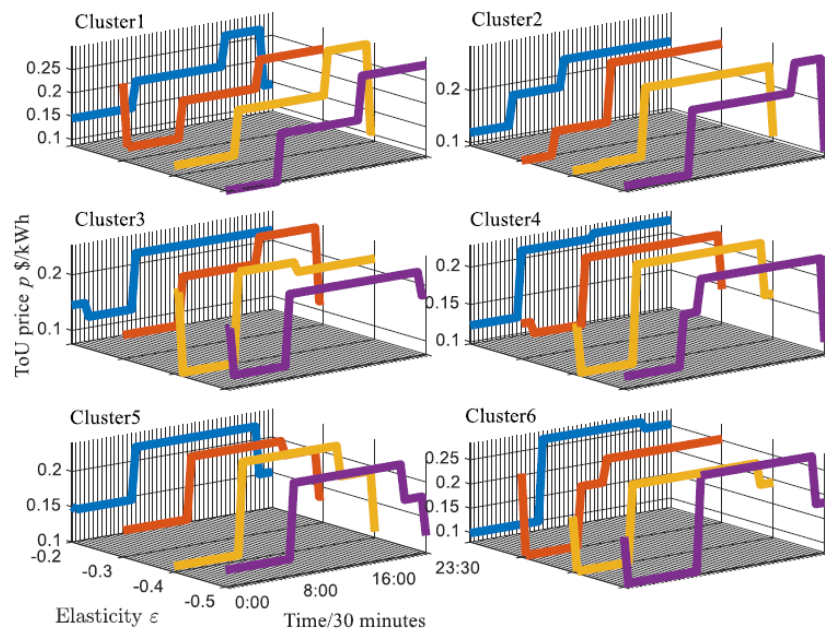 Cluster1
Cluster2
0.25
0.2
0.15
0.1
0.2
0.1
Cluster3
Cluster4
0.2
0.1
0.2
0.15
0.1
ToU price p $/kWh
Cluster5
Cluster6
0.2
0.15
0.1
0.25
0.2
0.15
0.1
-0.2
-0.3
-0.4
-0.5
0:00
8:00
16:00
23:30
Elasticity ε
Time/30 minutes